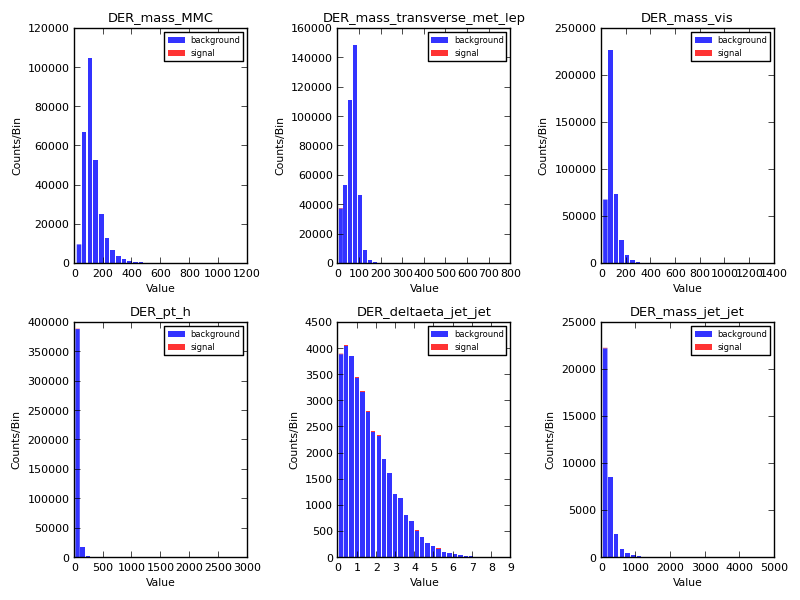 DER_mass_MMC
120000
100000
80000
60000
40000
20000
0
Counts/Bin
background
signal
0 200 400 600 800 1000 1200
Value
DER_mass_transverse_met_lep
160000
140000
120000
100000
80000
60000
40000
20000
0
Counts/Bin
background
signal
0 100 200 300 400 500 600 700 800
Value
DER_mass_vis
250000
200000
150000
100000
50000
0
Counts/Bin
background
signal
0 200 400 600 800 1000 1200 1400
Value
DER_pt_h
400000
350000
300000
250000
200000
150000
100000
50000
0
Counts/Bin
background
signal
0 500 1000 1500 2000 2500 3000
Value
DER_deltaeta_jet_jet
4500
4000
3500
3000
2500
2000
1500
1000
500
0
Counts/Bin
background
signal
0 1 2 3 4 5 6 7 8 9
Value
DER_mass_jet_jet
25000
20000
15000
10000
5000
0
Counts/Bin
background
signal
0 1000 2000 3000 4000 5000
Value